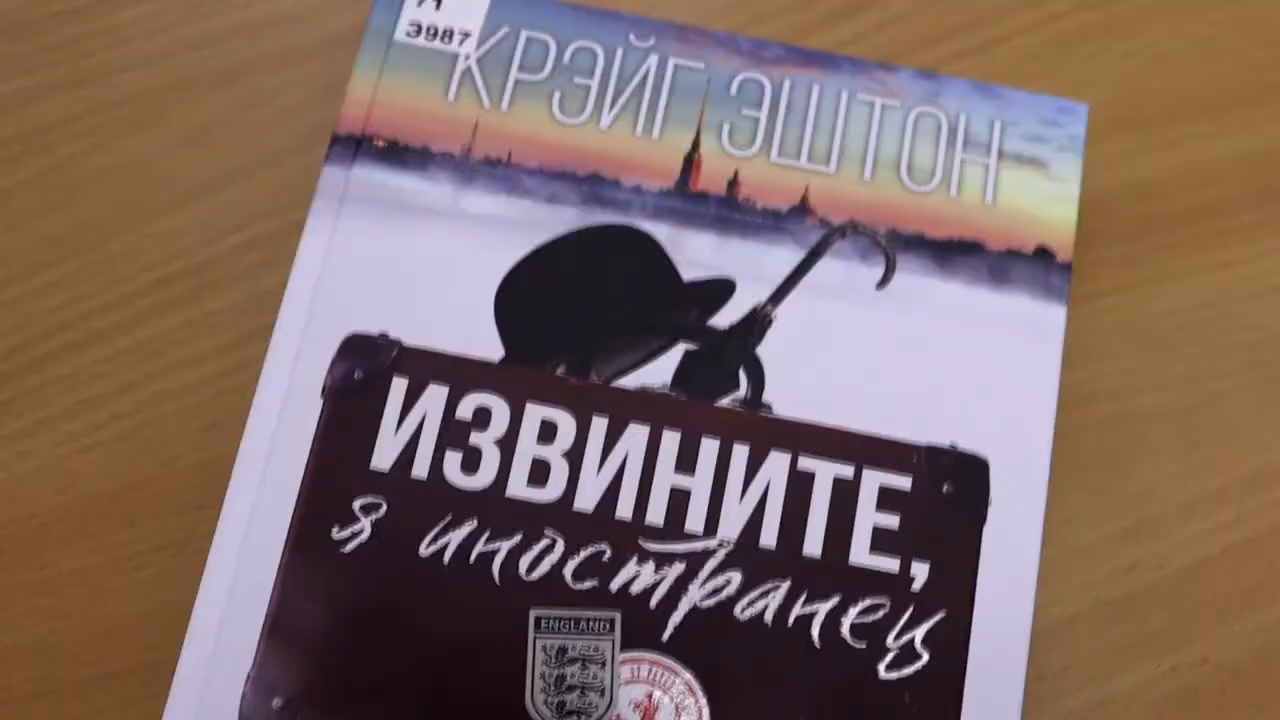 Э987
КРЭЙГ ЭШТОН
ИЗВИНИТЕ,
я иностранец
ENGLAND